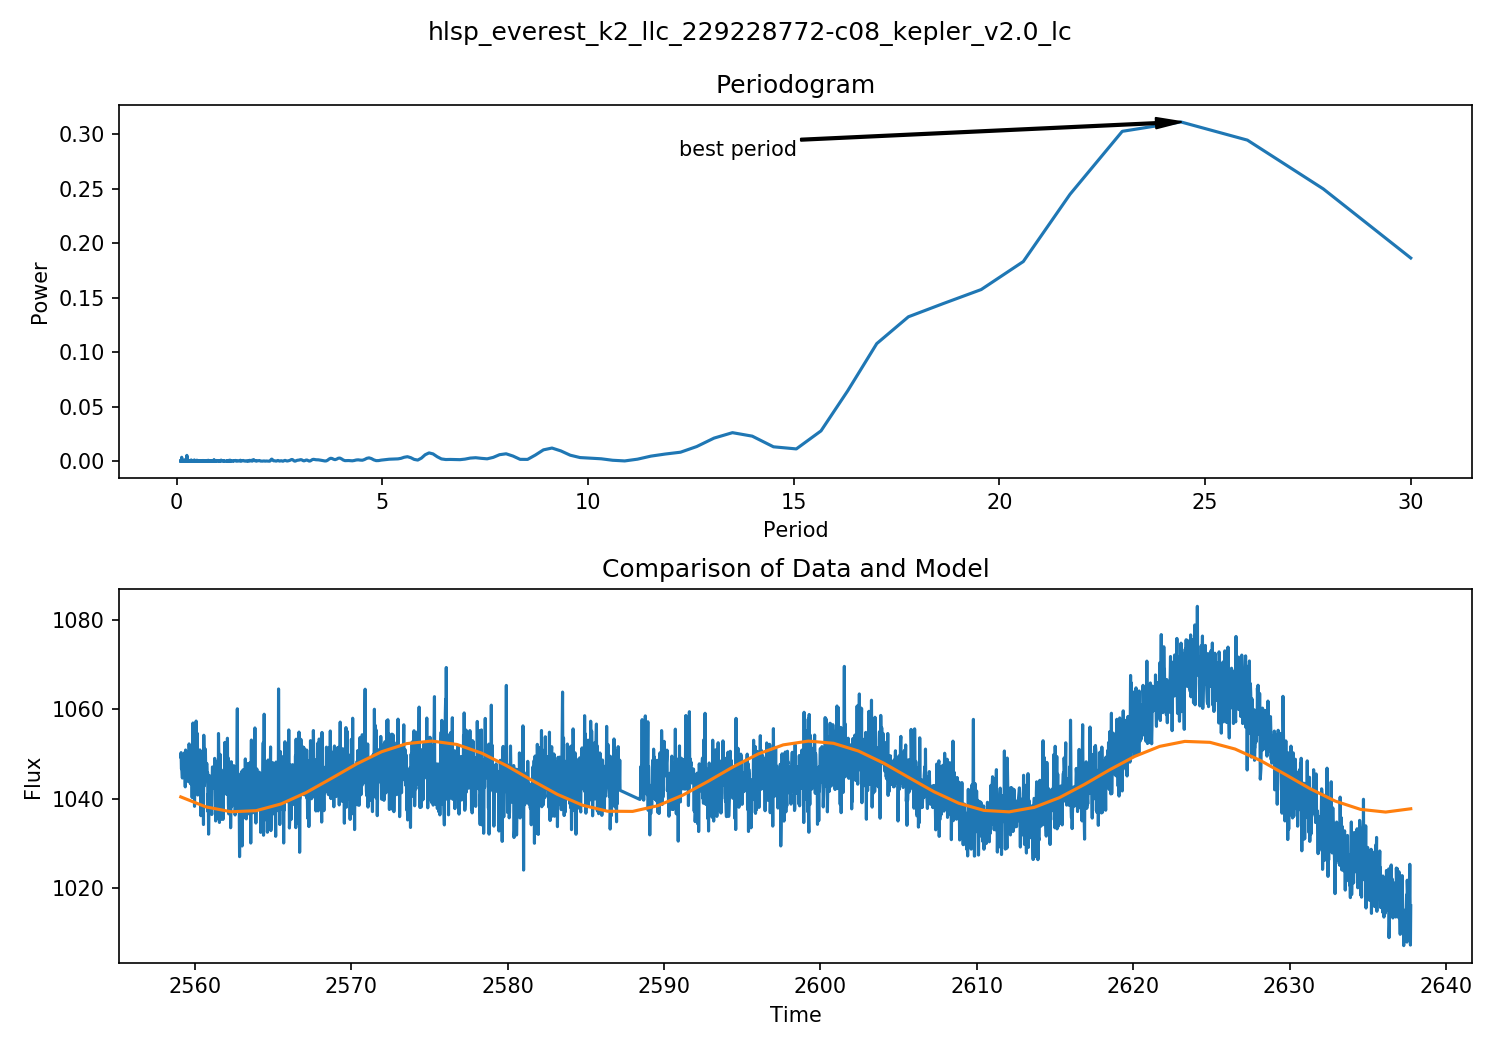 hlsp_everest_k2_llc_229228772-c08_kepler_v2.0_lc
Periodogram
0.30
0.25
0.20
0.15
0.10
0.05
0.00
Power
best period
0 5 10 15 20 25 30
Period
Comparison of Data and Model
1080
1060
1040
1020
Flux
2560 2570 2580 2590 2600 2610 2620 2630 2640
Time